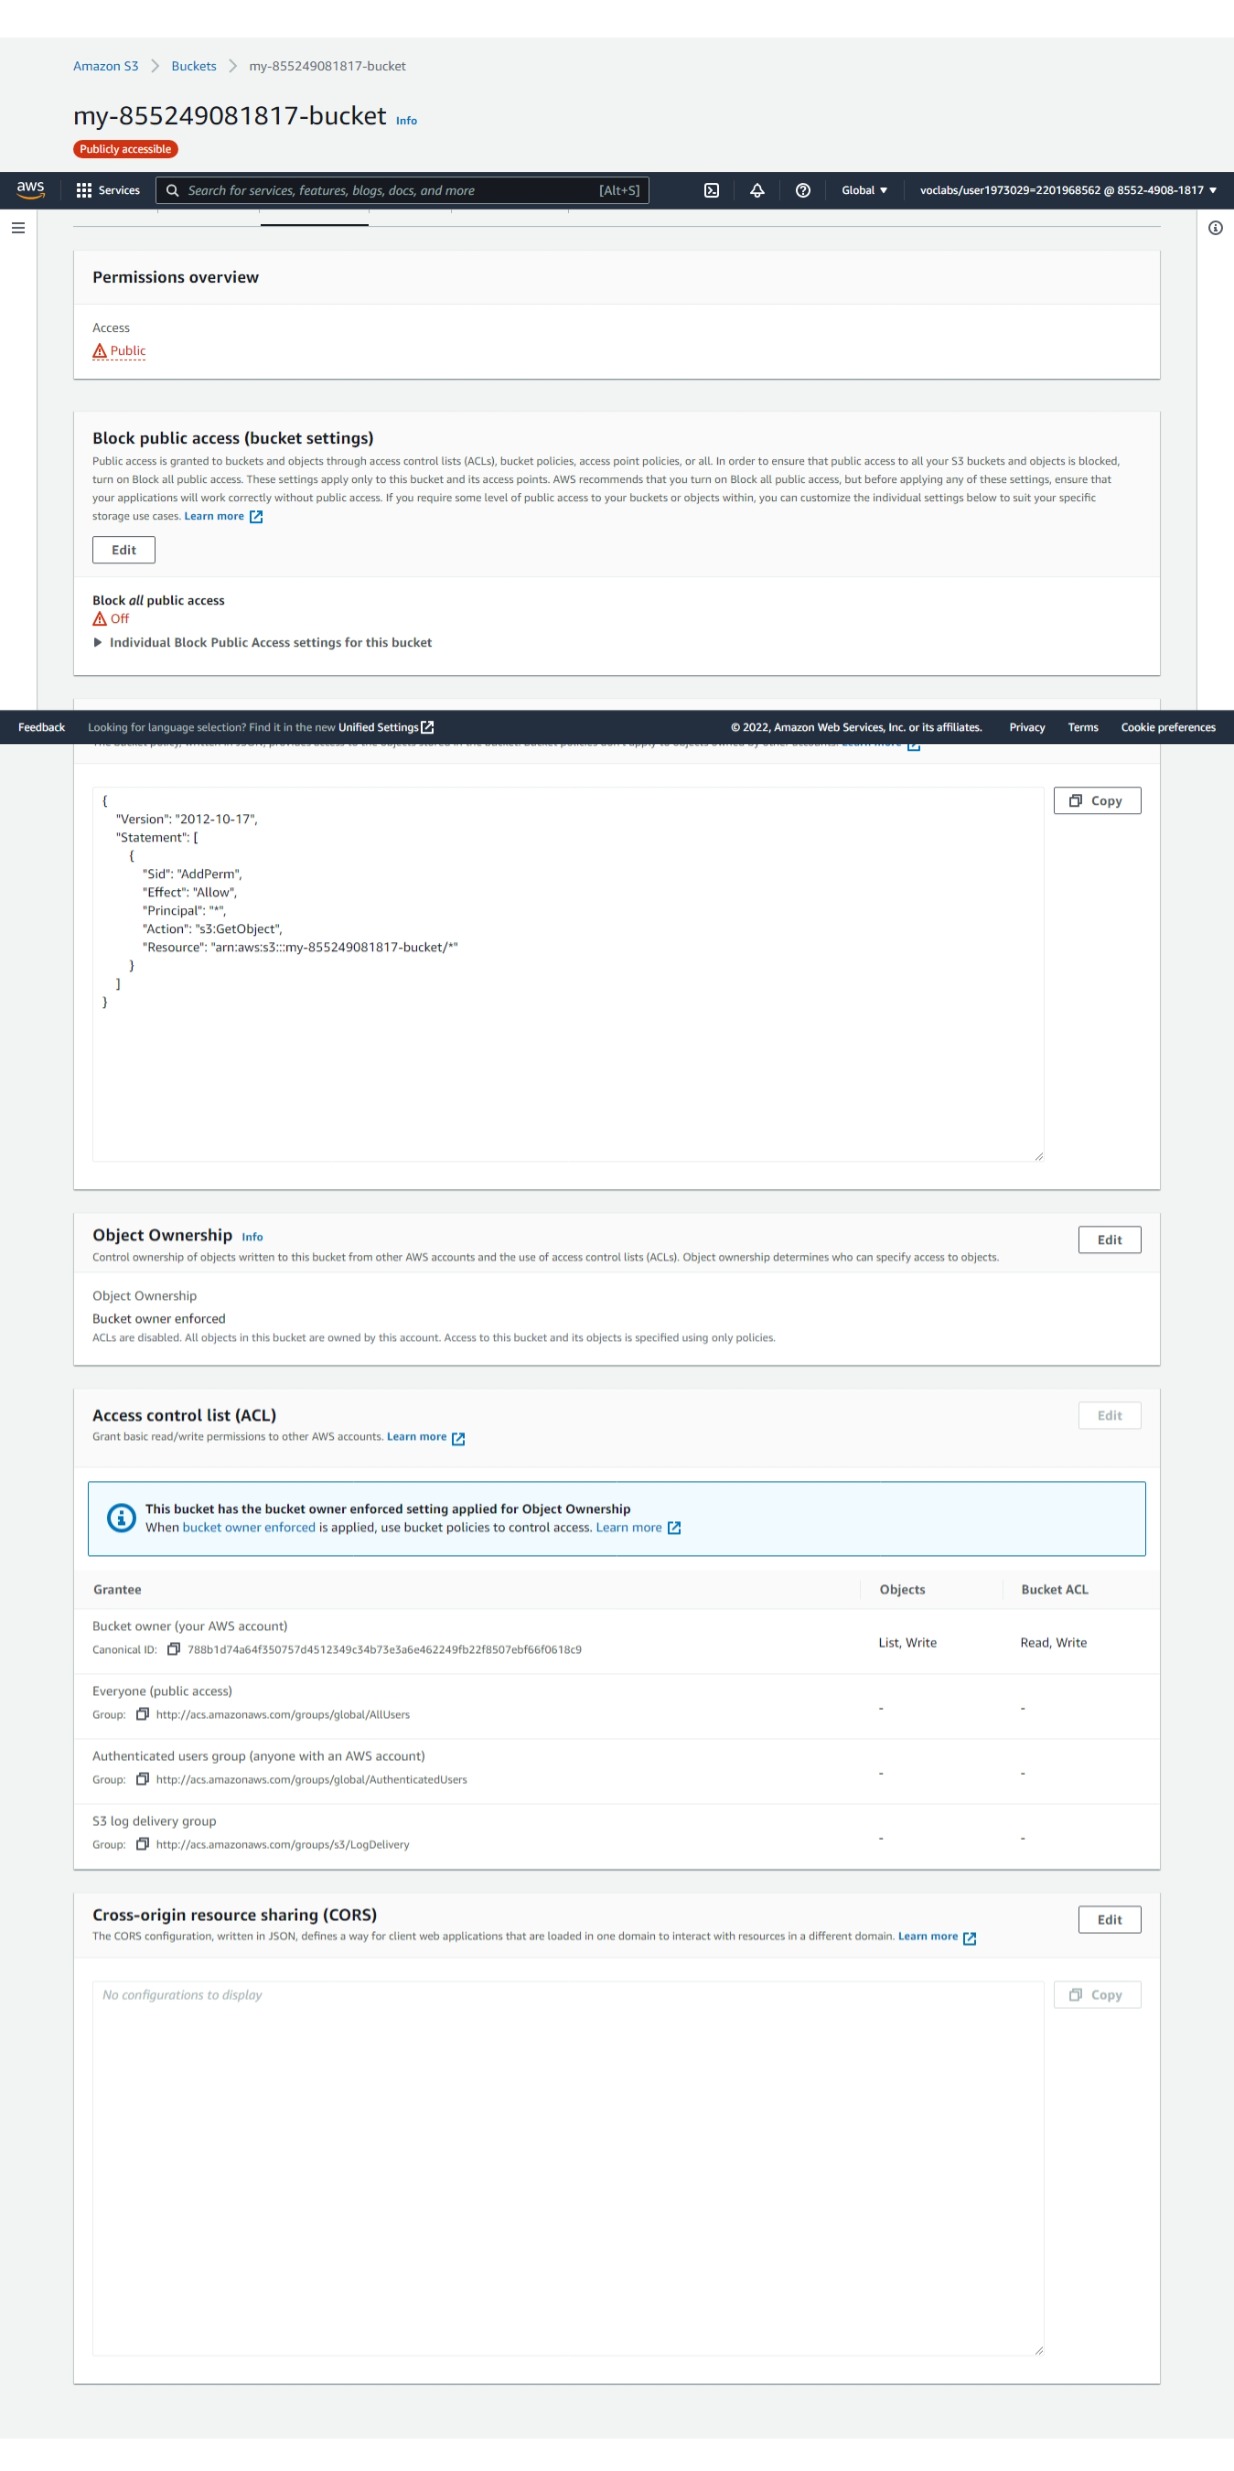 Amazon S3 > Buckets > my-855249081817-bucket
my-855249081817-bucket Info
Publicly accessible
aws Services Search for services, features, blogs, docs, and more [Alt+S] Global voclabs/user1973029=2201968562 @ 8552-4908-1817
Permissions overview
Access
Public
Block public access (bucket settings)
Public access is granted to buckets and objects through access control lists (ACLs), bucket policies, access point policies, or all. In order to ensure that public access to all your S3 buckets and objects is blocked,
turn on Block all public access. These settings apply only to this bucket and its access points. AWS recommends that you turn on Block all public access, but before applying any of these settings, ensure that
your applications will work correctly without public access. If you require some level of public access to your buckets or objects within, you can customize the individual settings below to suit your specific
storage use cases. Learn more
Edit
Block all public access
Off
Individual Block Public Access settings for this bucket
Feedback Looking for language selection? Find it in the new Unified Settings © 2022, Amazon Web Services, Inc. or its affiliates. Privacy Terms Cookie preferences
{
"Version": "2012-10-17",
"Statement": [
{
"Sid": "AddPerm",
"Effect": "Allow",
"Principal": "*",
"Action": "s3:GetObject",
"Resource": "arn:aws:s3:::my-855249081817-bucket/*"
}
]
}
Copy
Object Ownership Info
Edit
Control ownership of objects written to this bucket from other AWS accounts and the use of access control lists (ACLs). Object ownership determines who can specify access to objects.
Object Ownership
Bucket owner enforced
ACLs are disabled. All objects in this bucket are owned by this account. Access to this bucket and its objects is specified using only policies.
Access control list (ACL)
Edit
Grant basic read/write permissions to other AWS accounts. Learn more
This bucket has the bucket owner enforced setting applied for Object Ownership
When bucket owner enforced is applied, use bucket policies to control access. Learn more
Grantee Objects Bucket ACL
Bucket owner (your AWS account)
Canonical ID: 788b1d74a64f350757d4512349c34b73e3a6e462249fb22f8507ebf66f0618c9 List, Write Read, Write
Everyone (public access)
Group: http://acs.amazonaws.com/groups/global/AllUsers - -
Authenticated users group (anyone with an AWS account)
Group: http://acs.amazonaws.com/groups/global/AuthenticatedUsers - -
S3 log delivery group
Group: http://acs.amazonaws.com/groups/s3/LogDelivery - -
Cross-origin resource sharing (CORS)
Edit
The CORS configuration, written in JSON, defines a way for client web applications that are loaded in one domain to interact with resources in a different domain. Learn more
No configurations to display
Copy